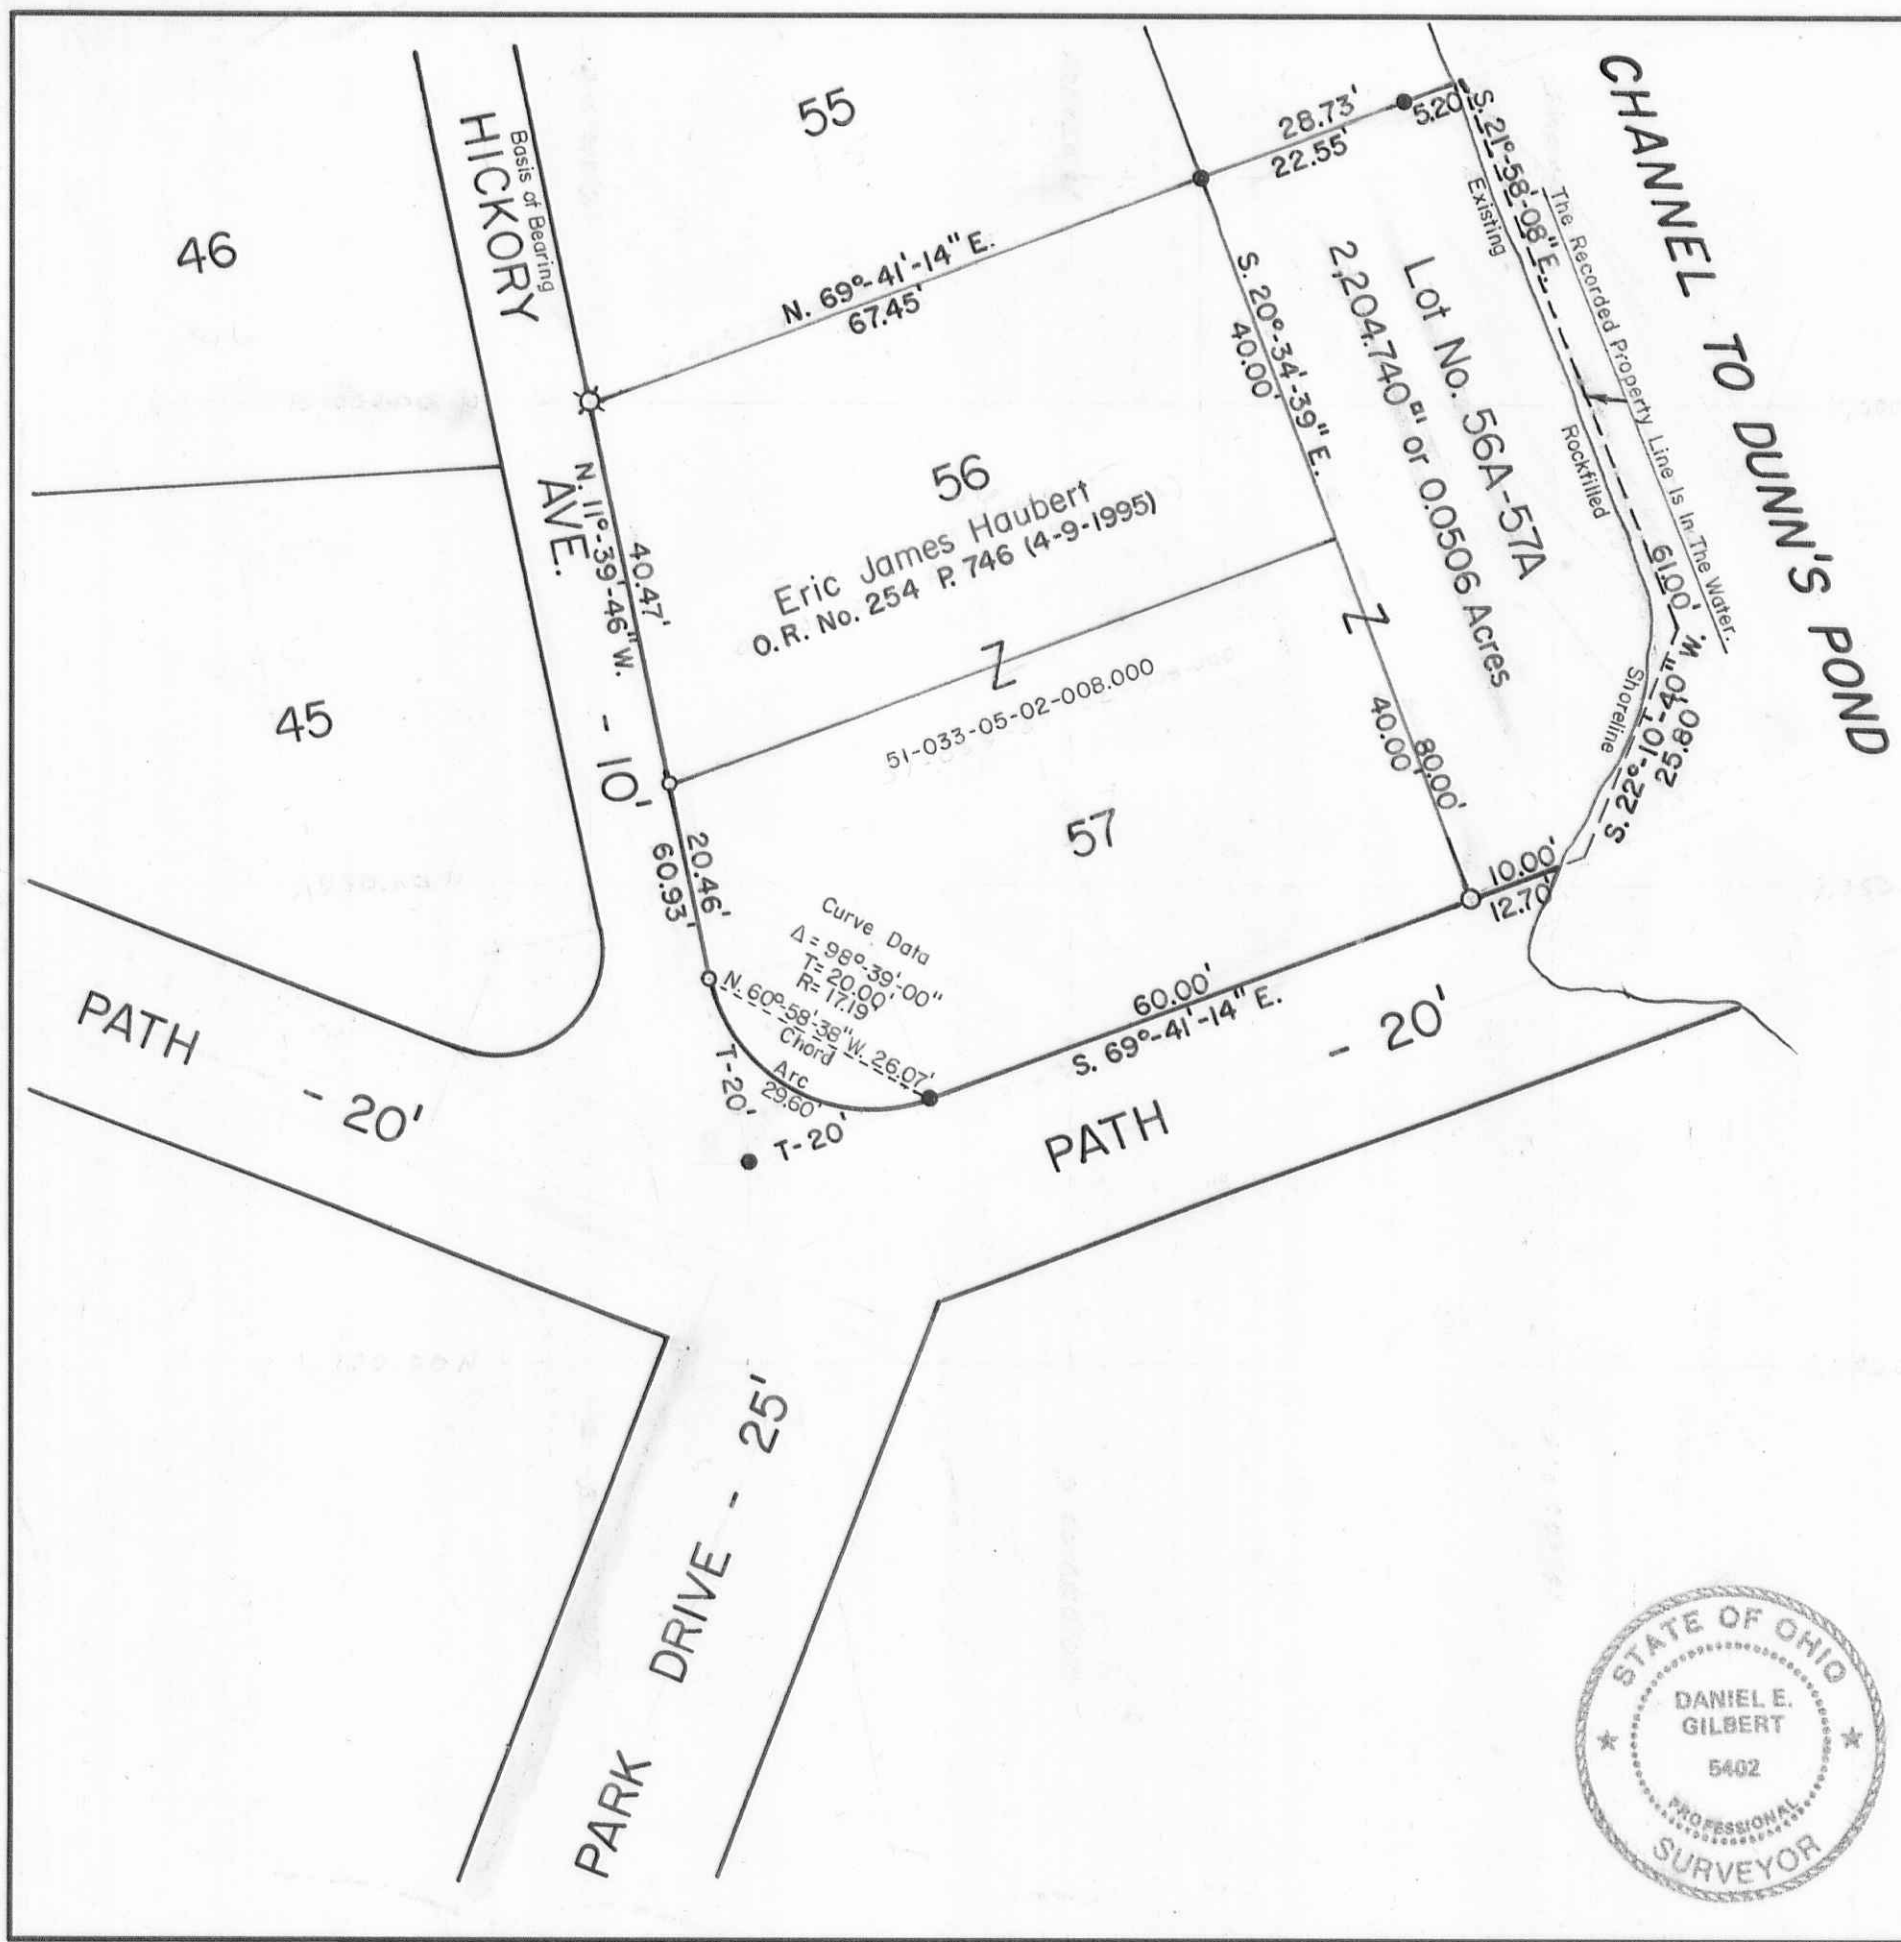 55
46
45
HICKORY
Basis of Bearing
AVE.
- 10'
N. 11°-39'-46" W.
40.47'
N. 69°-41'-14" E.
67.45'
28.73'
22.55'
5.20'
S. 21°-58'-08" E.
Existing
Rockfilled
Shoreline
The Recorded Property Line Is In The Water.
61.00'
S. 22°-10'-40" W.
25.80'
CHANNEL TO DUNN'S POND
Lot No. 56A-57A
2,204.740 or 0.0506 Acres
S. 20°-34'-39" E.
40.00'
40.00'
80.00'
56
Eric James Haubert
O.R. No. 254 P. 746 (4-9-1995)
Z
Z
51-033-05-02-008.000
57
20.46'
60.93'
Curve Data
Δ = 98°-39'-00"
T= 20.00'
R= 17.19'
N. 60°-58'-38" W. 26.07'
Chord
Arc
29.60'
T-20'
T-20'
10.00'
12.70'
60.00'
S. 69°-41'-14" E.
PATH - 20'
PATH - 20'
PARK DRIVE - 25'
STATE OF OHIO
DANIEL E.
GILBERT
5402
PROFESSIONAL
SURVEYOR